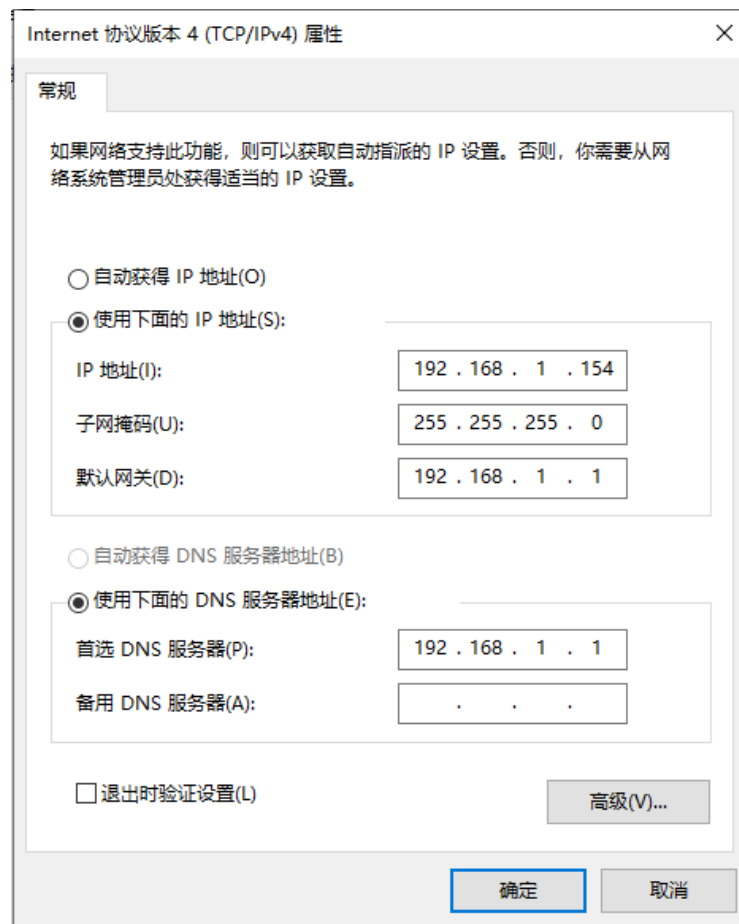 Internet 协议版本 4 (TCP/IPv4) 属性
常规
如果网络支持此功能，则可以获取自动指派的 IP 设置。否则，你需要从网
络系统管理员处获得适当的 IP 设置。
自动获得 IP 地址(O)
使用下面的 IP 地址(S):
IP 地址(I): 192 . 168 . 1 . 154
子网掩码(U): 255 . 255 . 255 . 0
默认网关(D): 192 . 168 . 1 . 1
自动获得 DNS 服务器地址(B)
使用下面的 DNS 服务器地址(E):
首选 DNS 服务器(P): 192 . 168 . 1 . 1
备用 DNS 服务器(A): . . .
退出时验证设置(L)
高级(V)...
确定 取消